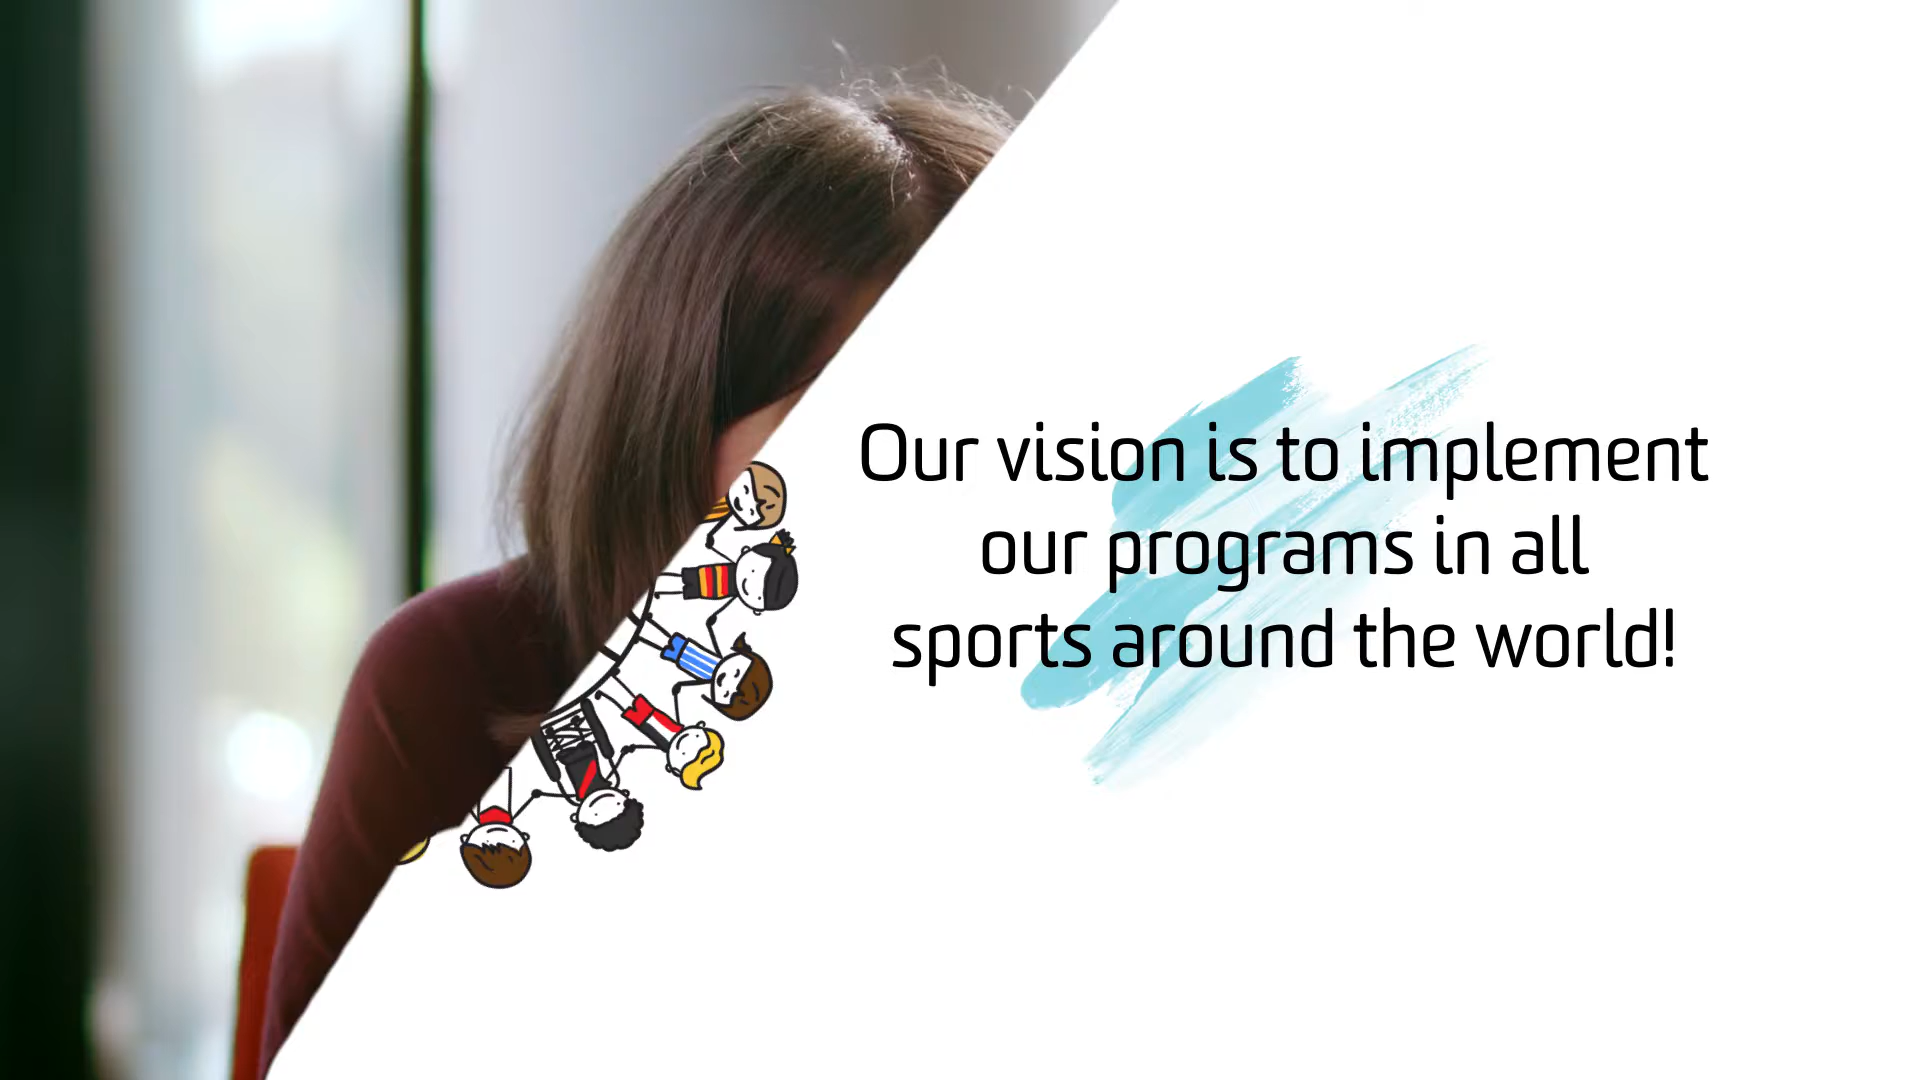 Our vision is to implement
our programs in all
sports around the world!